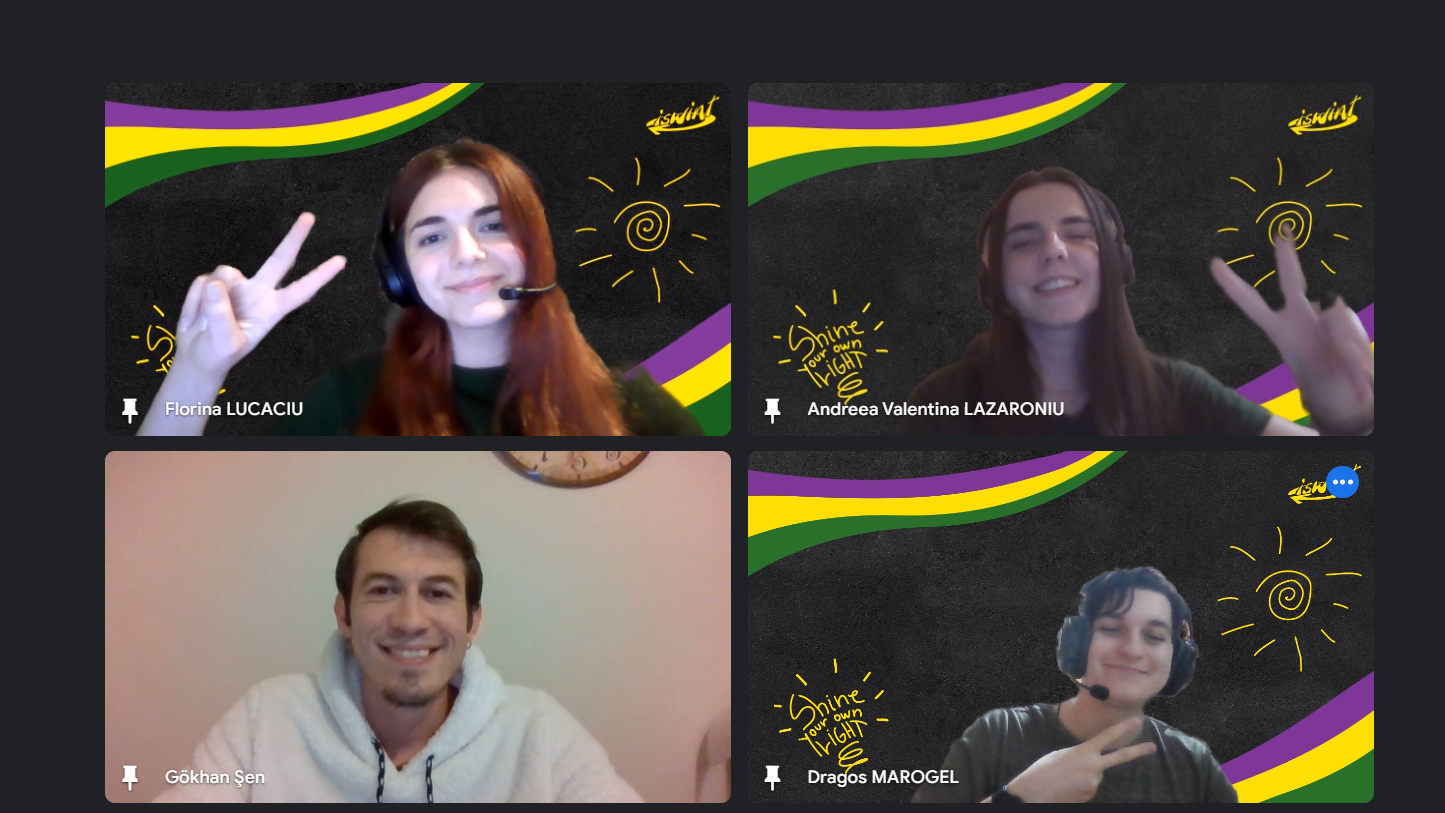 iswint
Florina LUCACIU
iswint
Shine
your own
lIGHT
Andreea Valentina LAZARONIU
Gökhan Şen
Shine
your own
lIGHT
Dragos MAROGEL